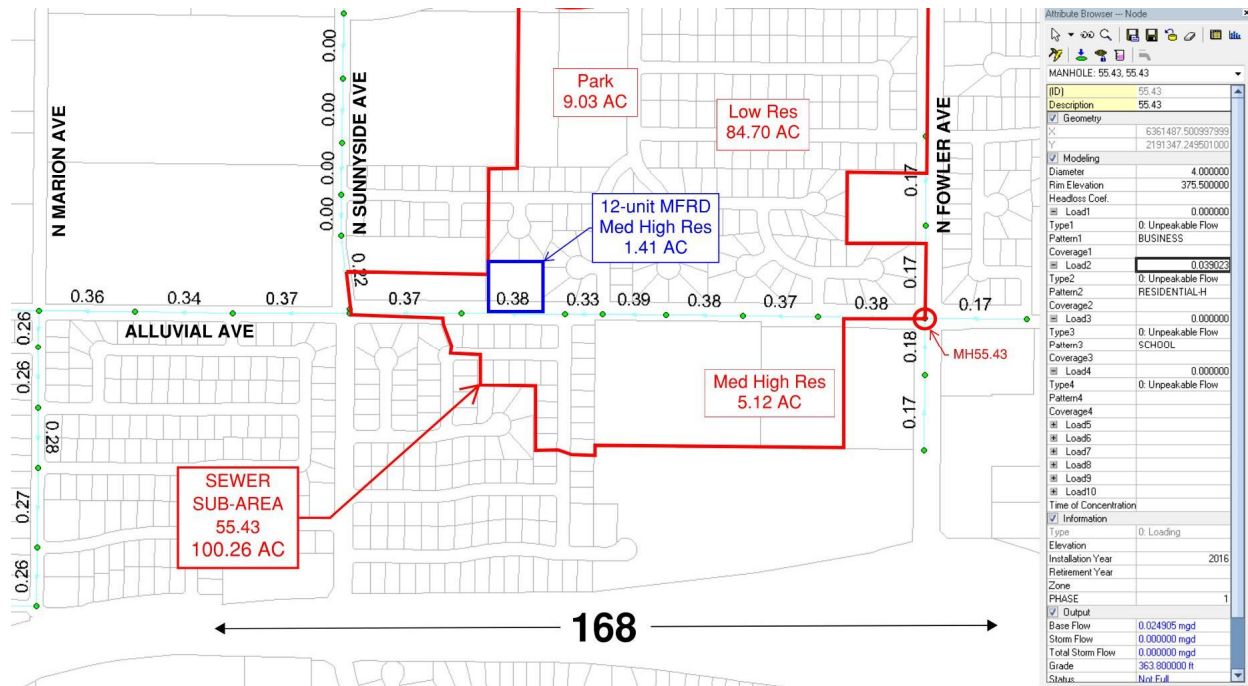 N MARION AVE
0.00
0.00
0.00
0.00
N SUNNYSIDE AVE
Park
9.03 AC
Low Res
84.70 AC
N FOWLER AVE
0.17
12-unit MFRD
Med High Res
1.41 AC
0.22
0.17
0.36
0.34
0.37
0.37
0.38
0.33
0.39
0.38
0.37
0.38
0.17
ALLUVIAL AVE
0.26
0.26
0.28
0.27
0.26
0.18
0.17
MH55.43
Med High Res
5.12 AC
SEWER
SUB-AREA
55.43
100.26 AC
168
Attribute Browser --- Node
MANHOLE: 55.43, 55.43
(ID) 55.43
Description 55.43
Geometry
X 6361487.500997999
Y 2191347.249501000
Modeling
Diameter 4.000000
Rim Elevation 375.500000
Headloss Coef.
Load1 0.000000
Type1 0: Unpeakable Flow
Pattern1 BUSINESS
Coverage1
Load2 0.039023
Type2 0: Unpeakable Flow
Pattern2 RESIDENTIAL-H
Coverage2
Load3 0.000000
Type3 0: Unpeakable Flow
Pattern3 SCHOOL
Coverage3
Load4 0.000000
Type4 0: Unpeakable Flow
Pattern4
Coverage4
Load5
Load6
Load7
Load8
Load9
Load10
Time of Concentration
Information
Type 0: Loading
Elevation
Installation Year 2016
Retirement Year
Zone
PHASE 1
Output
Base Flow 0.024905 mgd
Storm Flow 0.000000 mgd
Total Storm Flow 0.000000 mgd
Grade 363.800000 ft
Status Not Full